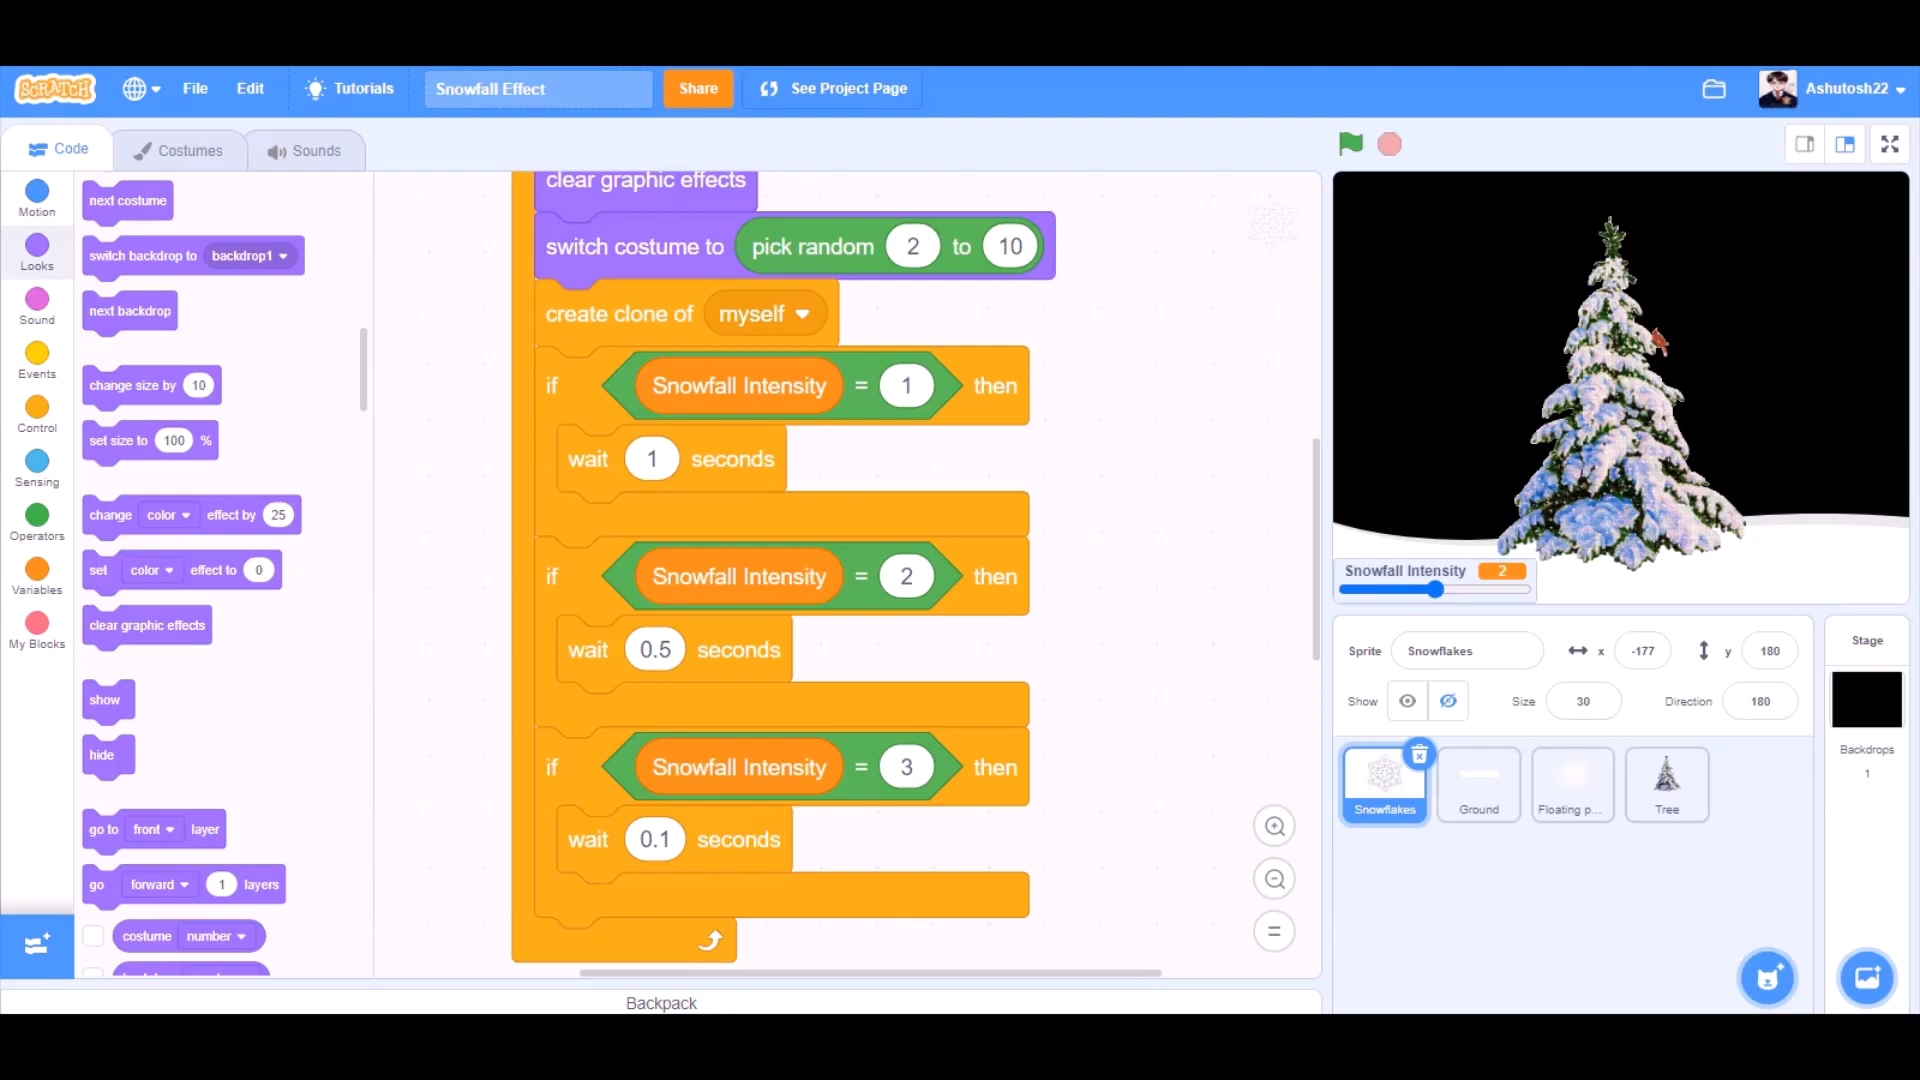 SCRATCH File Edit Tutorials Snowfall Effect Share See Project Page Ashutosh22
Code Costumes Sounds
Motion
Looks
Sound
Events
Control
Sensing
Operators
Variables
My Blocks
next costume
switch backdrop to backdrop1
next backdrop
change size by 10
set size to 100 %
change color effect by 25
set color effect to 0
clear graphic effects
show
hide
go to front layer
go forward 1 layers
costume number
clear graphic effects
switch costume to pick random 2 to 10
create clone of myself
if Snowfall Intensity = 1 then
wait 1 seconds
if Snowfall Intensity = 2 then
wait 0.5 seconds
if Snowfall Intensity = 3 then
wait 0.1 seconds
Backpack
Snowfall Intensity 2
Sprite Snowflakes x -177 y 180
Show Size 30 Direction 180
Snowflakes Ground Floating p... Tree
Stage
Backdrops
1